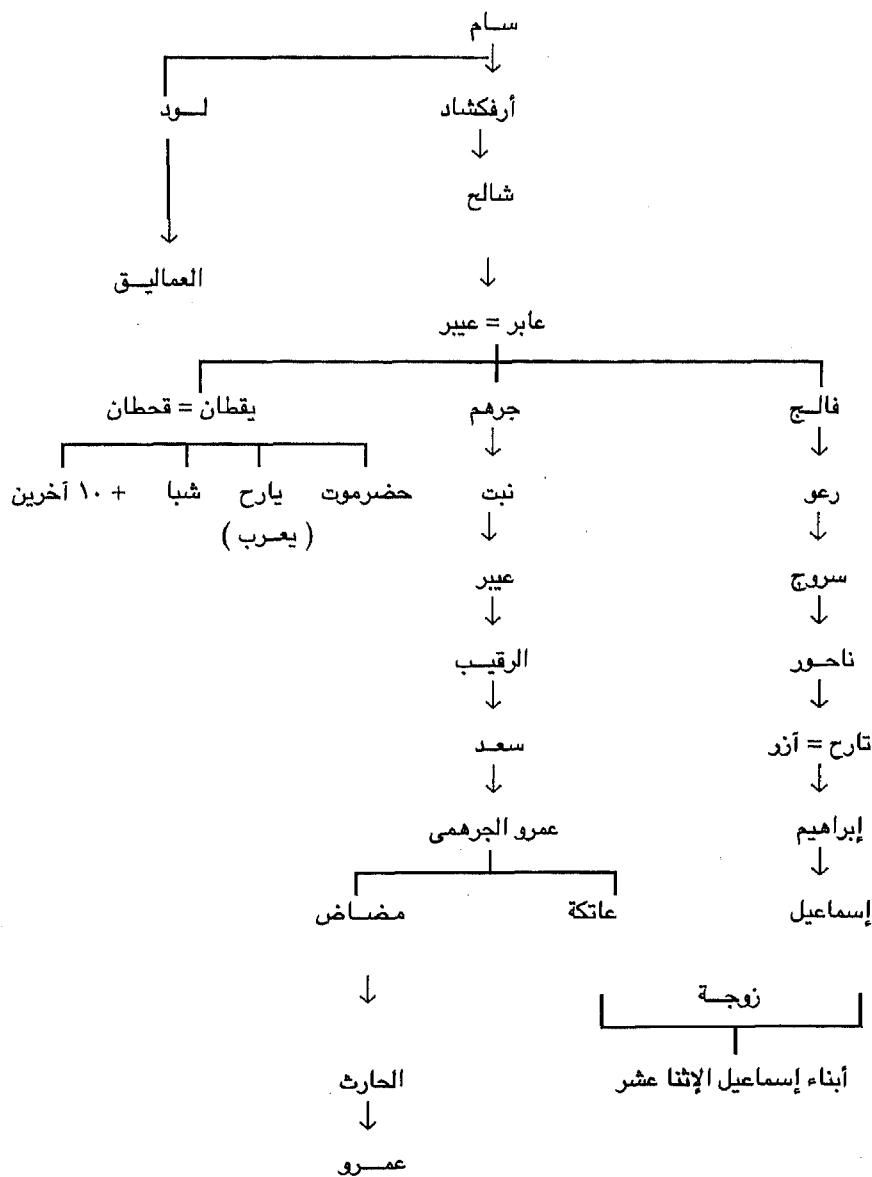 سام
أرفكشاد لود
شالح
العماليق
عابر = عيبر
فالج جرهم يقطان = قحطان
رعو نبت حضرموت يارح شبا + ١٠ آخرين
( يعرب )
سروج عيبر
ناحور الرقيب
تارح = آزر سعد
إبراهيم عمرو الجرهمى
إسماعيل عاتكة مضاض
زوجة
أبناء إسماعيل الإثنا عشر الحارث
عمرو